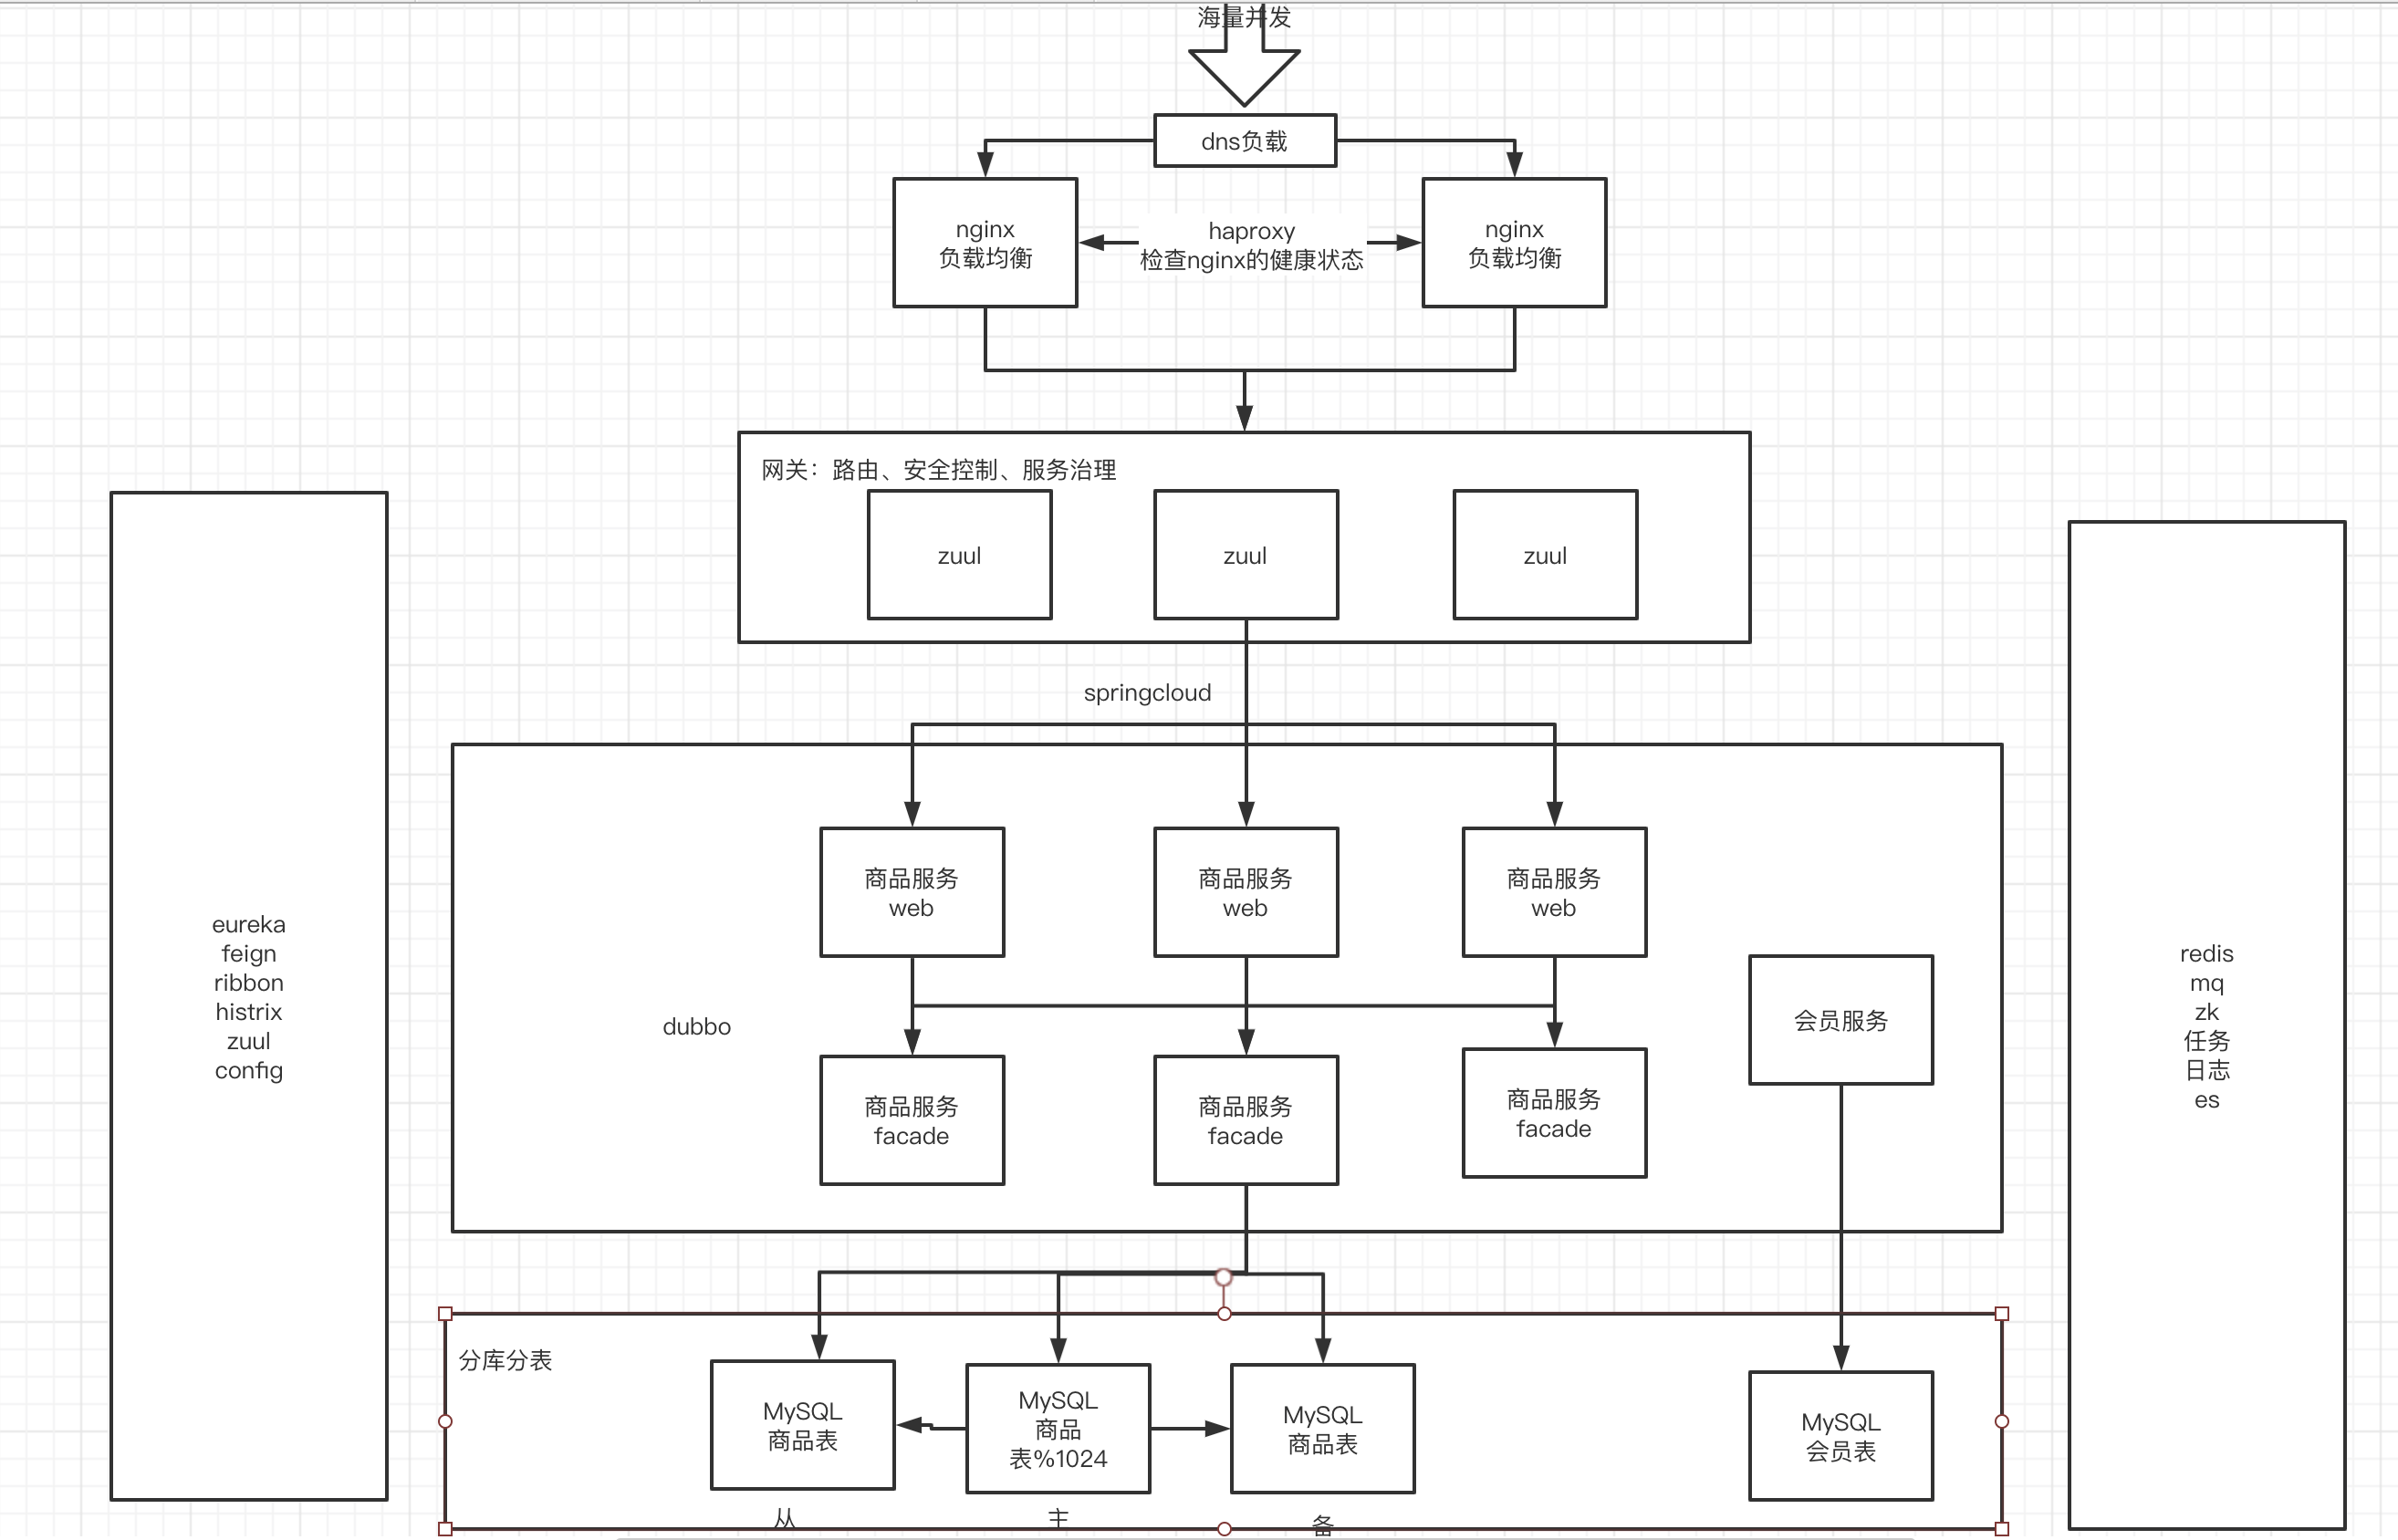 海量并发
dns负载
nginx
负载均衡
haproxy
检查nginx的健康状态
nginx
负载均衡
网关：路由、安全控制、服务治理
zuul
zuul
zuul
springcloud
eureka
feign
ribbon
histrix
zuul
config
商品服务
web
商品服务
web
商品服务
web
dubbo
会员服务
商品服务
facade
商品服务
facade
商品服务
facade
redis
mq
zk
任务
日志
es
分库分表
MySQL
商品表
MySQL
商品
表%1024
MySQL
商品表
MySQL
会员表
从
主
备